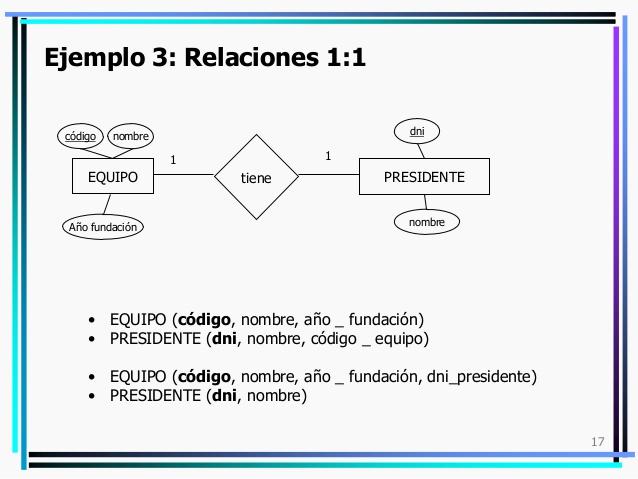 Ejemplo 3: Relaciones 1:1
código
nombre
dni
1
1
EQUIPO
tiene
PRESIDENTE
Año fundación
nombre
• EQUIPO (código, nombre, año _ fundación)
• PRESIDENTE (dni, nombre, código _ equipo)
• EQUIPO (código, nombre, año _ fundación, dni_presidente)
• PRESIDENTE (dni, nombre)
17